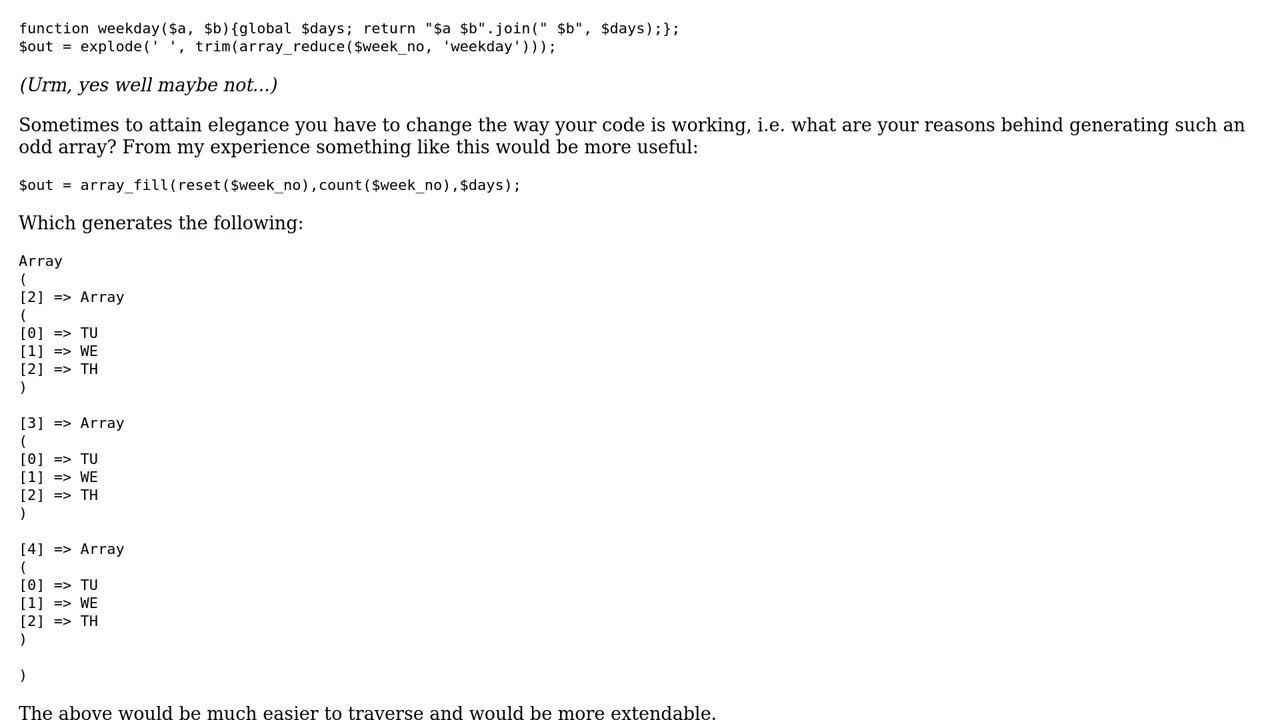 function weekday($a, $b){global $days; return "$a $b".join(" $b", $days);};
$out = explode(' ', trim(array_reduce($week_no, 'weekday')));
(Urm, yes well maybe not...)
Sometimes to attain elegance you have to change the way your code is working, i.e. what are your reasons behind generating such an
odd array? From my experience something like this would be more useful:
$out = array_fill(reset($week_no),count($week_no),$days);
Which generates the following:
Array
(
[2] => Array
(
[0] => TU
[1] => WE
[2] => TH
)
[3] => Array
(
[0] => TU
[1] => WE
[2] => TH
)
[4] => Array
(
[0] => TU
[1] => WE
[2] => TH
)
)
The above would be much easier to traverse and would be more extendable.